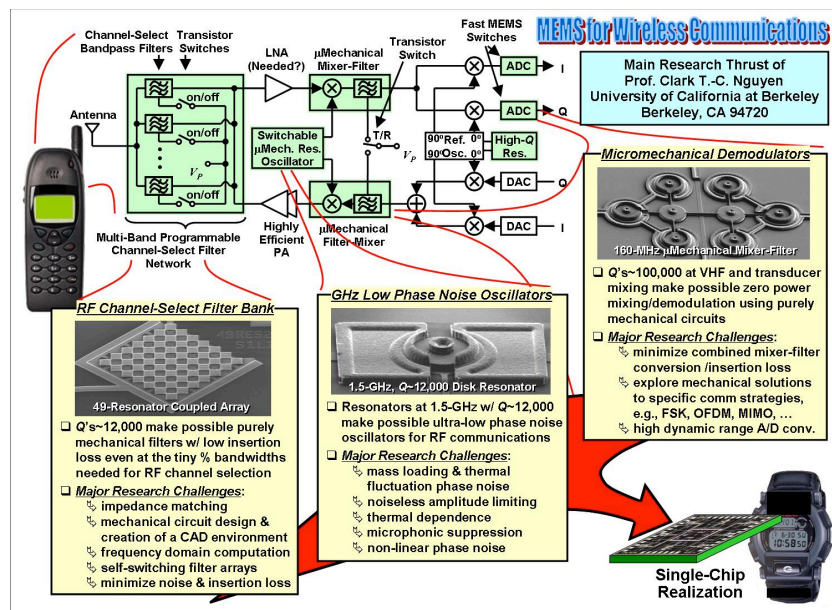 MEMS for Wireless Communications
Main Research Thrust of
Prof. Clark T.-C. Nguyen
University of California at Berkeley
Berkeley, CA 94720
Channel-Select
Bandpass Filters
Transistor
Switches
LNA
(Needed?)
μMechanical
Mixer-Filter
Transistor
Switch
Fast MEMS
Switches
Antenna
on/off
on/off
on/off
VP
Switchable
μMech. Res.
Oscillator
T/R
VP
ADC
I
ADC
Q
90º Ref. 0º
90º Osc. 0º
High-Q
Res.
DAC
Q
DAC
I
Multi-Band Programmable
Channel-Select Filter
Network
Highly
Efficient
PA
μMechanical
Filter-Mixer
RF Channel-Select Filter Bank
49-Resonator Coupled Array
❑ Q's~12,000 make possible purely
mechanical filters w/ low insertion
loss even at the tiny % bandwidths
needed for RF channel selection
❑ Major Research Challenges:
impedance matching
mechanical circuit design &
creation of a CAD environment
frequency domain computation
self-switching filter arrays
minimize noise & insertion loss
GHz Low Phase Noise Oscillators
1.5-GHz, Q~12,000 Disk Resonator
❑ Resonators at 1.5-GHz w/ Q~12,000
make possible ultra-low phase noise
oscillators for RF communications
❑ Major Research Challenges:
mass loading & thermal
fluctuation phase noise
noiseless amplitude limiting
thermal dependence
microphonic suppression
non-linear phase noise
Micromechanical Demodulators
160-MHz μMechanical Mixer-Filter
❑ Q's~100,000 at VHF and transducer
mixing make possible zero power
mixing/demodulation using purely
mechanical circuits
❑ Major Research Challenges:
minimize combined mixer-filter
conversion /insertion loss
explore mechanical solutions
to specific comm strategies,
e.g., FSK, OFDM, MIMO, …
high dynamic range A/D conv.
Single-Chip
Realization